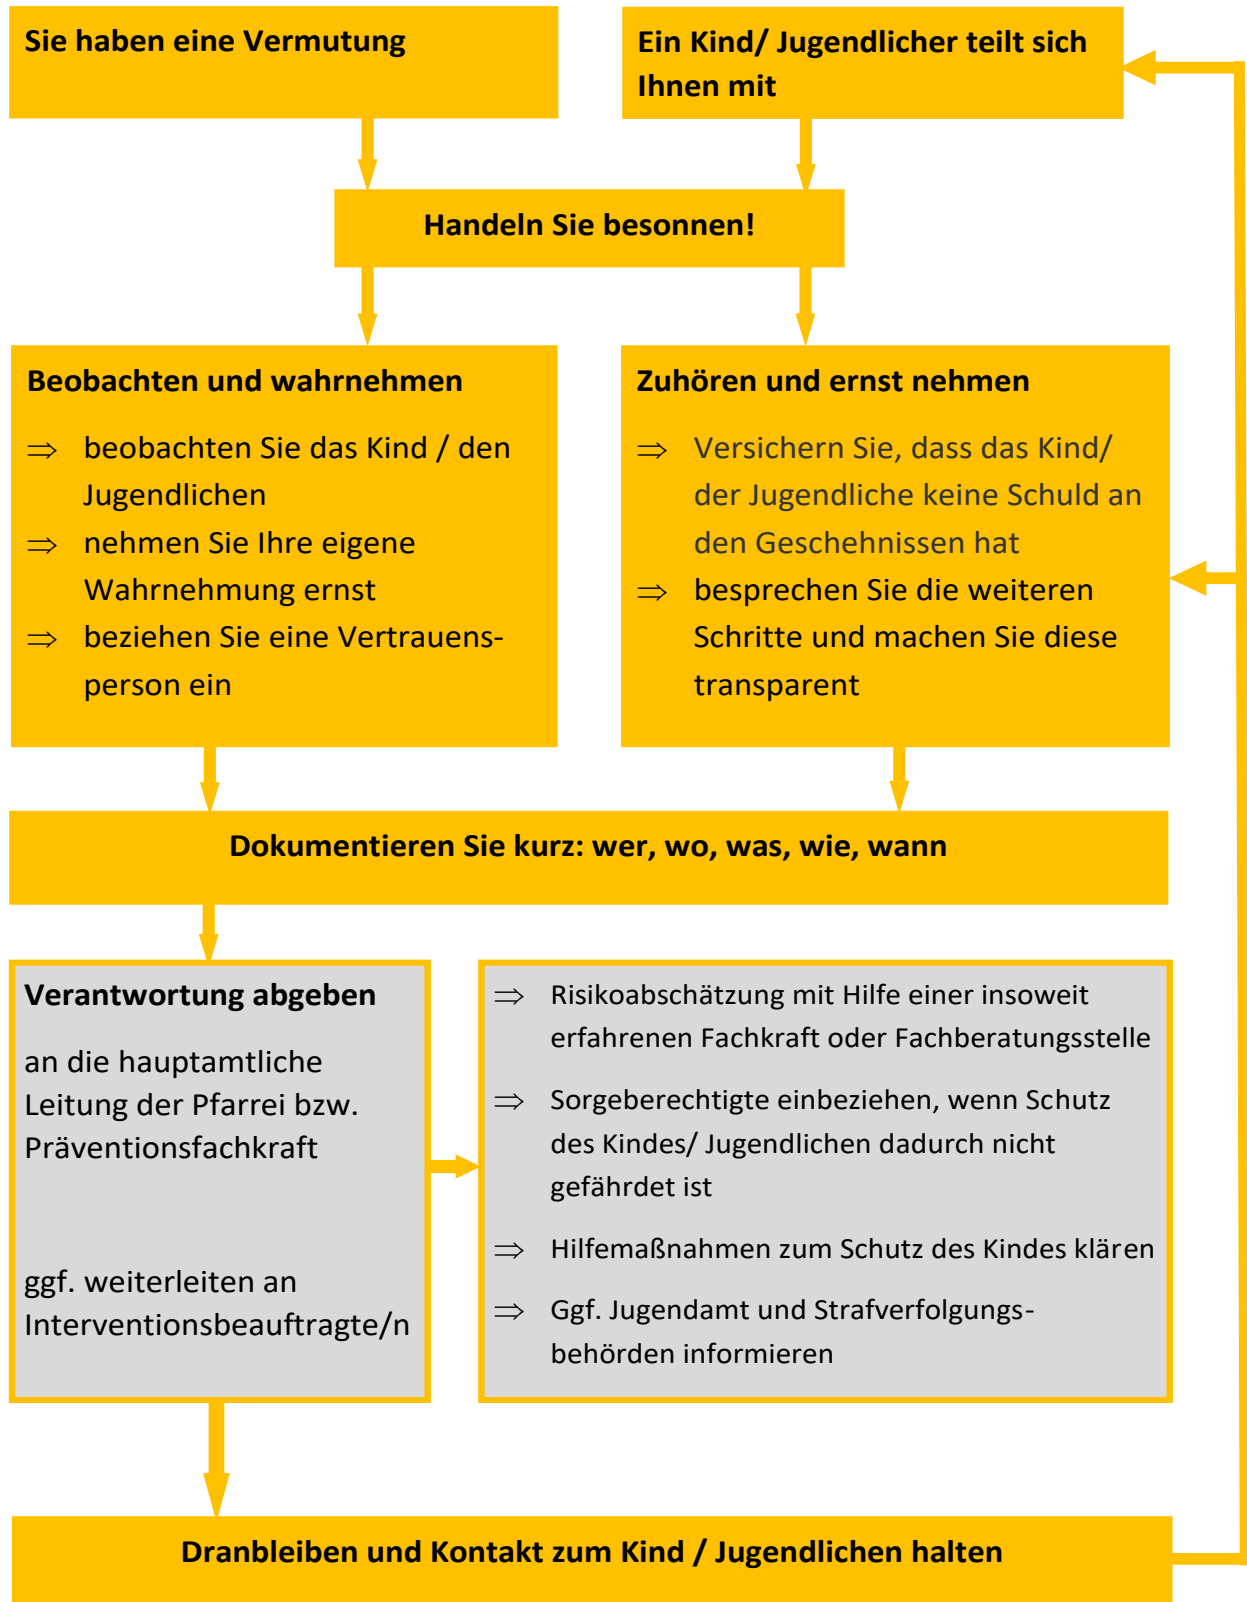 Sie haben eine Vermutung
Ein Kind/ Jugendlicher teilt sich
Ihnen mit
Handeln Sie besonnen!
Beobachten und wahrnehmen
⇒ beobachten Sie das Kind / den
Jugendlichen
⇒ nehmen Sie Ihre eigene
Wahrnehmung ernst
⇒ beziehen Sie eine Vertrauens-
person ein
Zuhören und ernst nehmen
⇒ Versichern Sie, dass das Kind/
der Jugendliche keine Schuld an
den Geschehnissen hat
⇒ besprechen Sie die weiteren
Schritte und machen Sie diese
transparent
Dokumentieren Sie kurz: wer, wo, was, wie, wann
Verantwortung abgeben
an die hauptamtliche
Leitung der Pfarrei bzw.
Präventionsfachkraft
ggf. weiterleiten an
Interventionsbeauftragte/n
⇒ Risikoabschätzung mit Hilfe einer insoweit
erfahrenen Fachkraft oder Fachberatungsstelle
⇒ Sorgeberechtigte einbeziehen, wenn Schutz
des Kindes/ Jugendlichen dadurch nicht
gefährdet ist
⇒ Hilfemaßnahmen zum Schutz des Kindes klären
⇒ Ggf. Jugendamt und Strafverfolgungs-
behörden informieren
Dranbleiben und Kontakt zum Kind / Jugendlichen halten